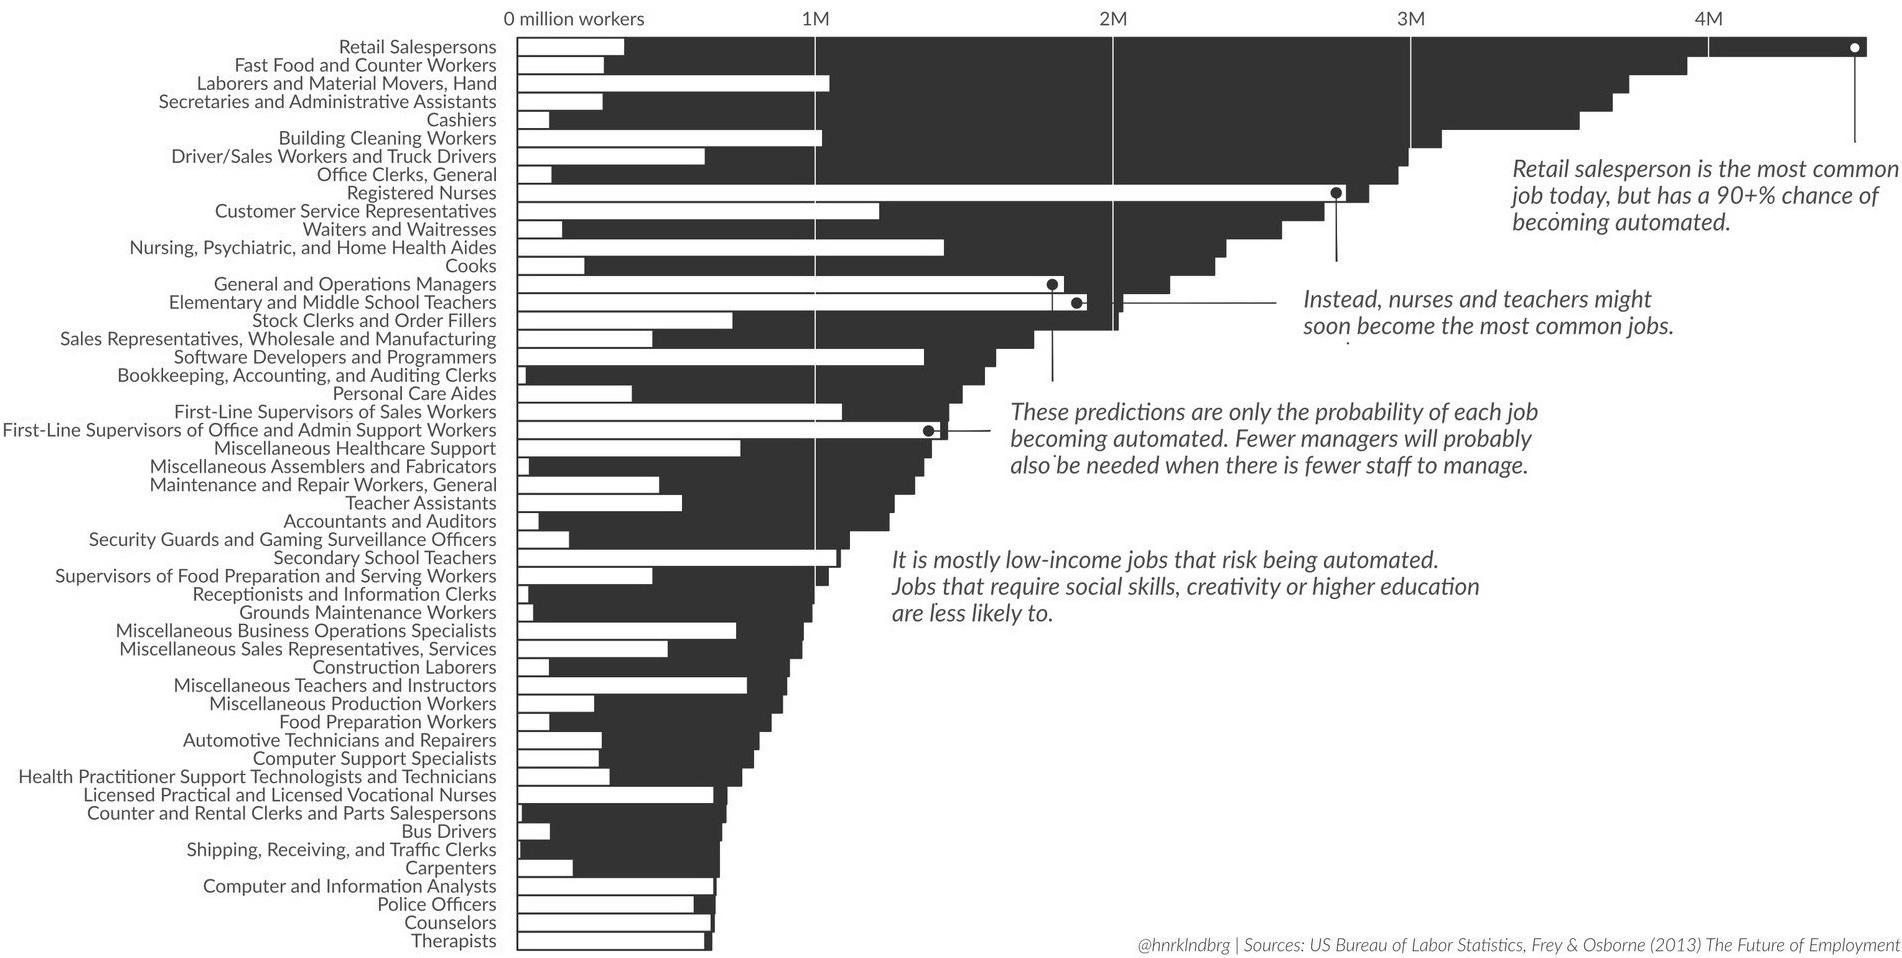 0 million workers 1M 2M 3M 4M
Retail Salespersons
Fast Food and Counter Workers
Laborers and Material Movers, Hand
Secretaries and Administrative Assistants
Cashiers
Building Cleaning Workers
Driver/Sales Workers and Truck Drivers
Office Clerks, General
Registered Nurses
Customer Service Representatives
Waiters and Waitresses
Nursing, Psychiatric, and Home Health Aides
Cooks
General and Operations Managers
Elementary and Middle School Teachers
Stock Clerks and Order Fillers
Sales Representatives, Wholesale and Manufacturing
Software Developers and Programmers
Bookkeeping, Accounting, and Auditing Clerks
Personal Care Aides
First-Line Supervisors of Sales Workers
First-Line Supervisors of Office and Admin Support Workers
Miscellaneous Healthcare Support
Miscellaneous Assemblers and Fabricators
Maintenance and Repair Workers, General
Teacher Assistants
Accountants and Auditors
Security Guards and Gaming Surveillance Officers
Secondary School Teachers
Supervisors of Food Preparation and Serving Workers
Receptionists and Information Clerks
Grounds Maintenance Workers
Miscellaneous Business Operations Specialists
Miscellaneous Sales Representatives, Services
Construction Laborers
Miscellaneous Teachers and Instructors
Miscellaneous Production Workers
Food Preparation Workers
Automotive Technicians and Repairers
Computer Support Specialists
Health Practitioner Support Technologists and Technicians
Licensed Practical and Licensed Vocational Nurses
Counter and Rental Clerks and Parts Salespersons
Bus Drivers
Shipping, Receiving, and Traffic Clerks
Carpenters
Computer and Information Analysts
Police Officers
Counselors
Therapists
Retail salesperson is the most common
job today, but has a 90+% chance of
becoming automated.
Instead, nurses and teachers might
soon become the most common jobs.
These predictions are only the probability of each job
becoming automated. Fewer managers will probably
also be needed when there is fewer staff to manage.
It is mostly low-income jobs that risk being automated.
Jobs that require social skills, creativity or higher education
are less likely to.
@hnrklndbrg | Sources: US Bureau of Labor Statistics, Frey & Osborne (2013) The Future of Employment